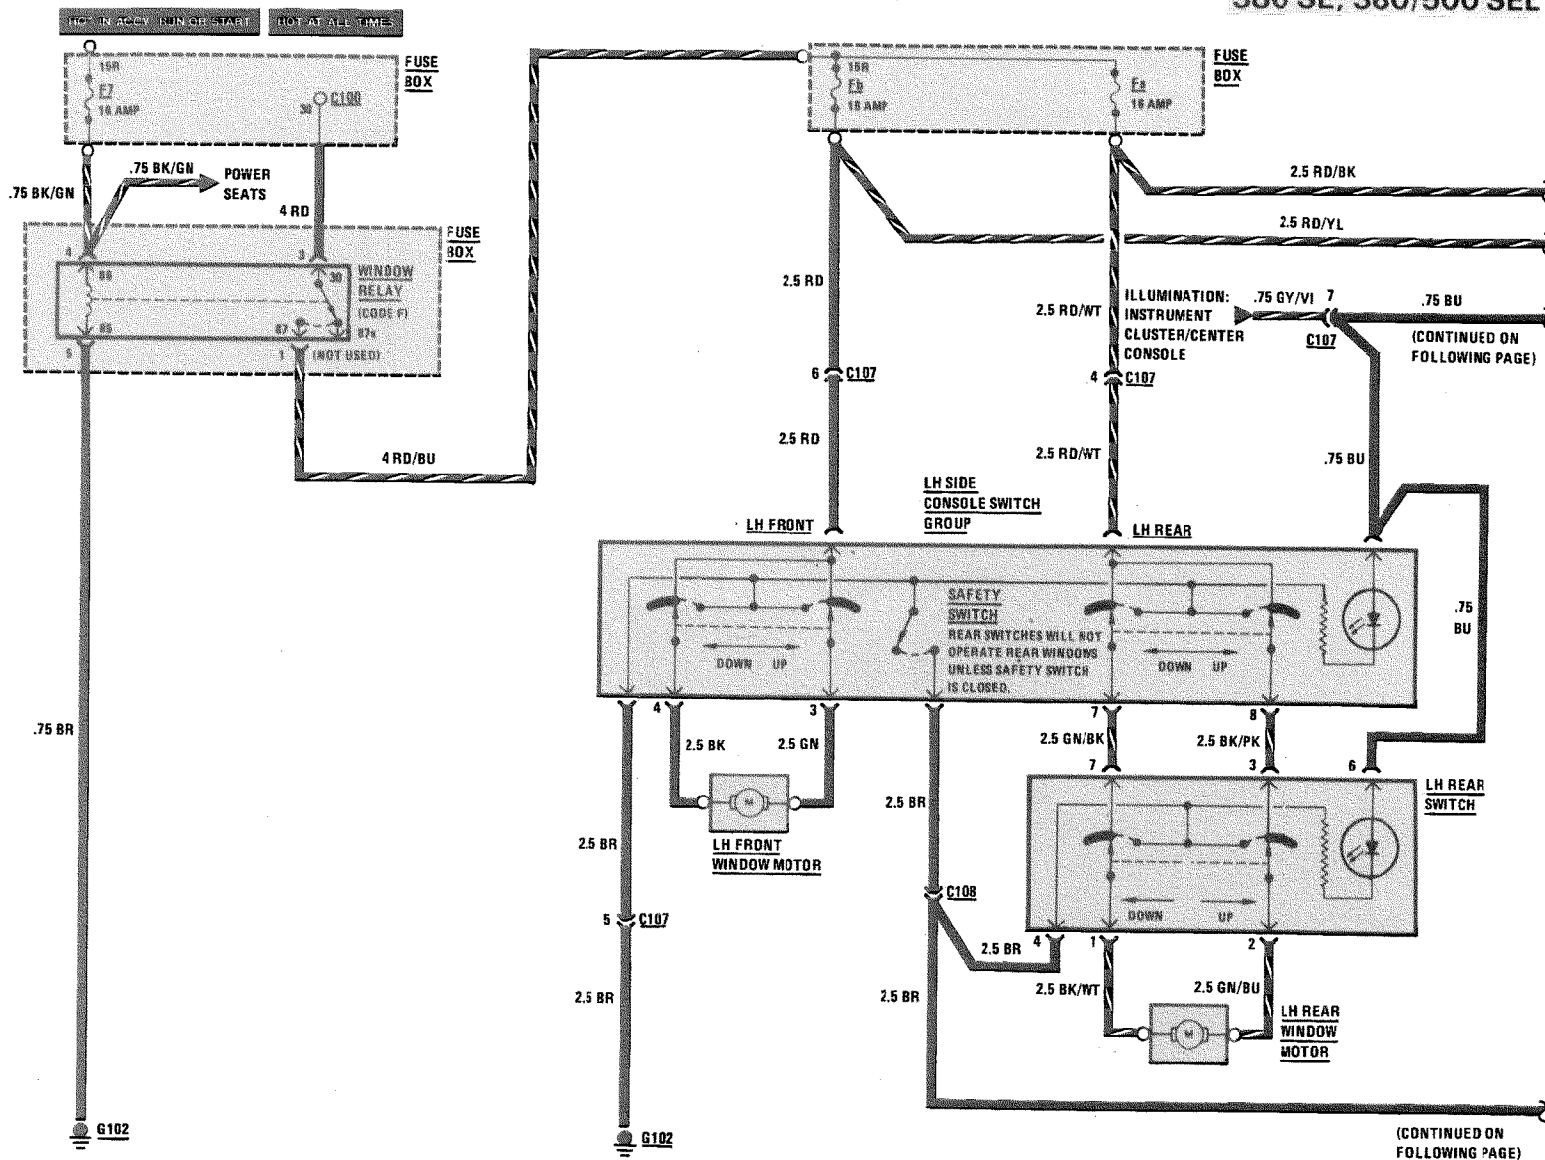 380 SE, 380/500 SEL
HOT IN ACCY, RUN OR START
HOT AT ALL TIMES
15R
F7
16 AMP
30
C100
FUSE
BOX
15R
Fb
16 AMP
Fa
16 AMP
FUSE
BOX
.75 BK/GN
.75 BK/GN
POWER
SEATS
4 RD
FUSE
BOX
4
3
86
30
85
87
87a
WINDOW
RELAY
(CODE F)
5
1
(NOT USED)
4 RD/BU
2.5 RD/BK
2.5 RD/YL
2.5 RD
2.5 RD/WT
ILLUMINATION:
INSTRUMENT
CLUSTER/CENTER
CONSOLE
.75 GY/VI
7
C107
.75 BU
(CONTINUED ON
FOLLOWING PAGE)
6
C107
4
C107
2.5 RD
2.5 RD/WT
.75 BU
LH SIDE
CONSOLE SWITCH
GROUP
LH FRONT
LH REAR
SAFETY
SWITCH
REAR SWITCHES WILL NOT
OPERATE REAR WINDOWS
UNLESS SAFETY SWITCH
IS CLOSED.
DOWN UP
DOWN UP
.75
BU
4
3
7
8
.75 BR
2.5 BK
2.5 GN
2.5 GN/BK
2.5 BK/PK
7
3
6
M
LH FRONT
WINDOW MOTOR
2.5 BR
2.5 BR
LH REAR
SWITCH
5
C107
C108
DOWN
UP
4
1
2
2.5 BR
2.5 BR
2.5 BR
2.5 BK/WT
2.5 GN/BU
M
LH REAR
WINDOW
MOTOR
G102
G102
(CONTINUED ON
FOLLOWING PAGE)